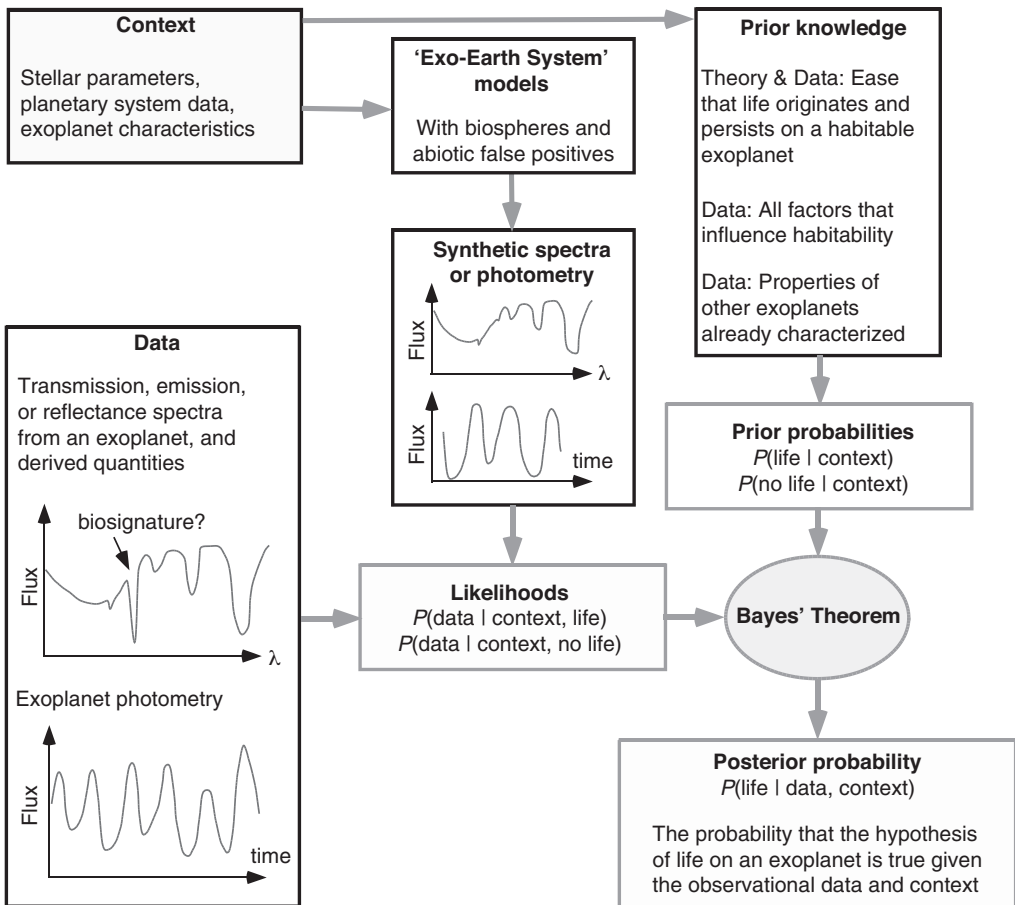 Context
Stellar parameters,
planetary system data,
exoplanet characteristics
‘Exo-Earth System’
models
With biospheres and
abiotic false positives
Prior knowledge
Theory & Data: Ease
that life originates and
persists on a habitable
exoplanet
Data: All factors that
influence habitability
Data: Properties of
other exoplanets
already characterized
Synthetic spectra
or photometry
Flux
λ
Flux
time
Data
Transmission, emission,
or reflectance spectra
from an exoplanet, and
derived quantities
biosignature?
Flux
λ
Exoplanet photometry
Flux
time
Likelihoods
P(data | context, life)
P(data | context, no life)
Prior probabilities
P(life | context)
P(no life | context)
Bayes’ Theorem
Posterior probability
P(life | data, context)
The probability that the hypothesis
of life on an exoplanet is true given
the observational data and context